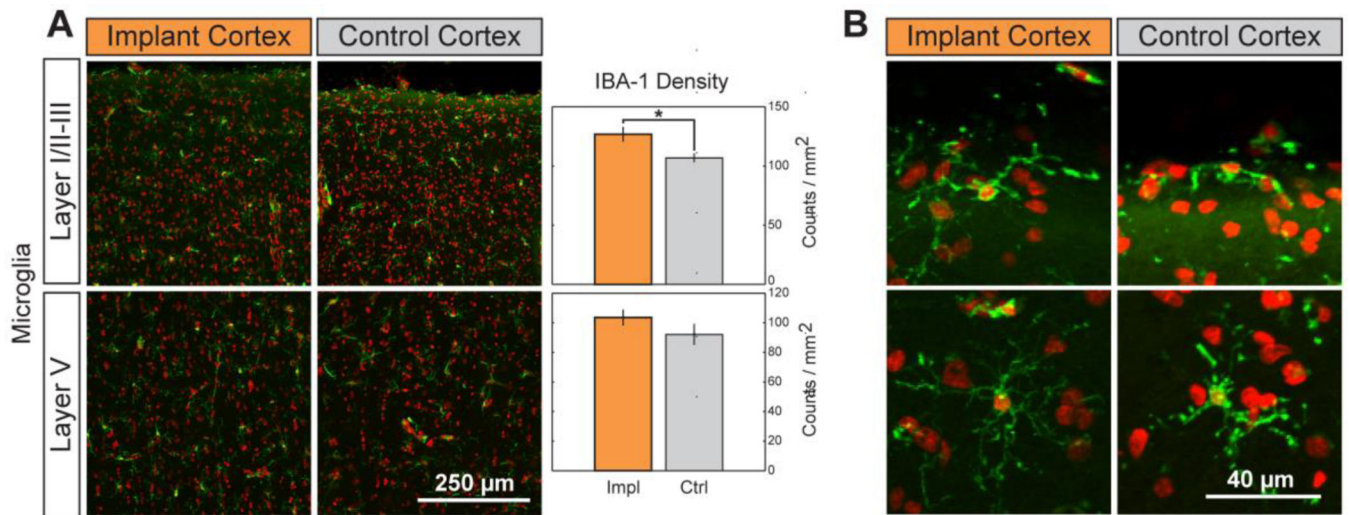 A
Implant Cortex
Control Cortex
B
Implant Cortex
Control Cortex
Microglia
Layer I/II-III
Layer V
IBA-1 Density
*
150
100
50
0
Counts / mm2
120
100
80
60
40
20
0
Counts / mm2
Impl
Ctrl
250 µm
40 µm